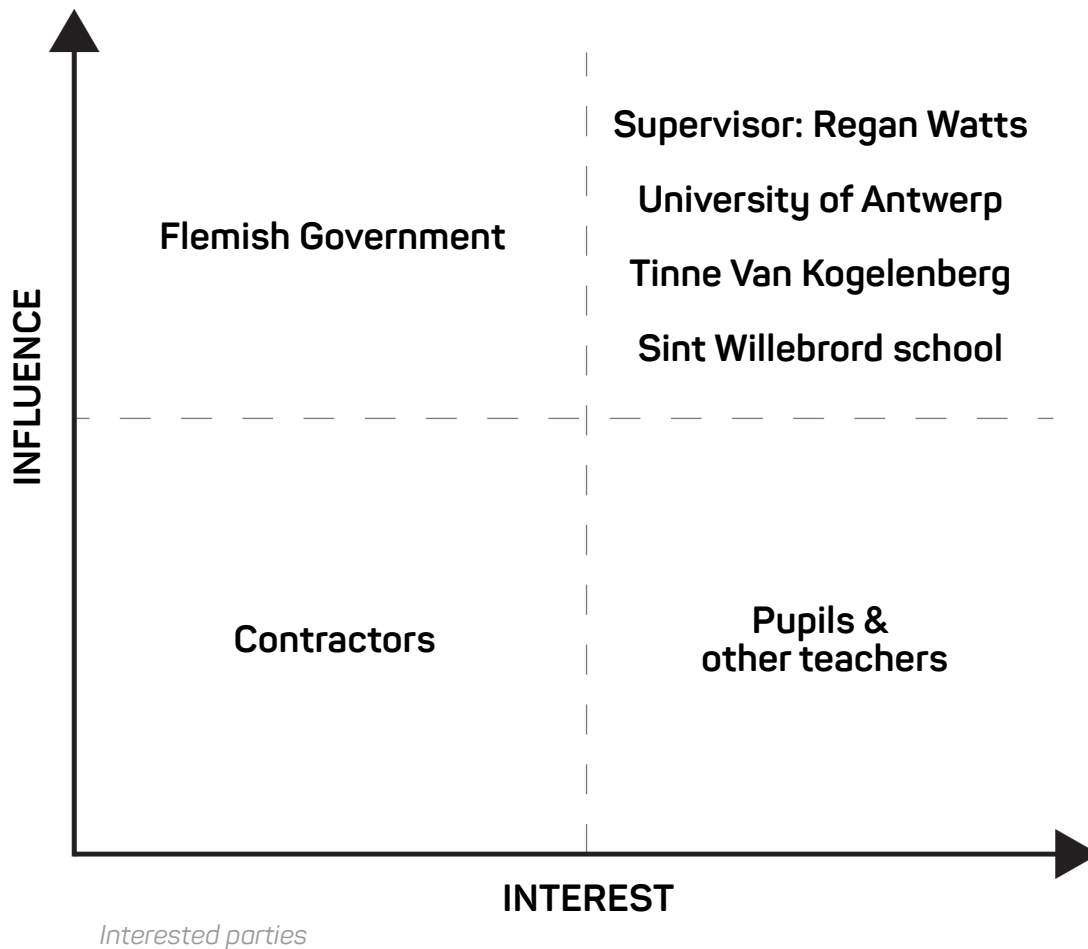 Supervisor: Regan Watts
University of Antwerp
Flemish Government
Tinne Van Kogelenberg
Sint Willebrord school
INFLUENCE
Contractors
Pupils &
other teachers
INTEREST
Interested parties